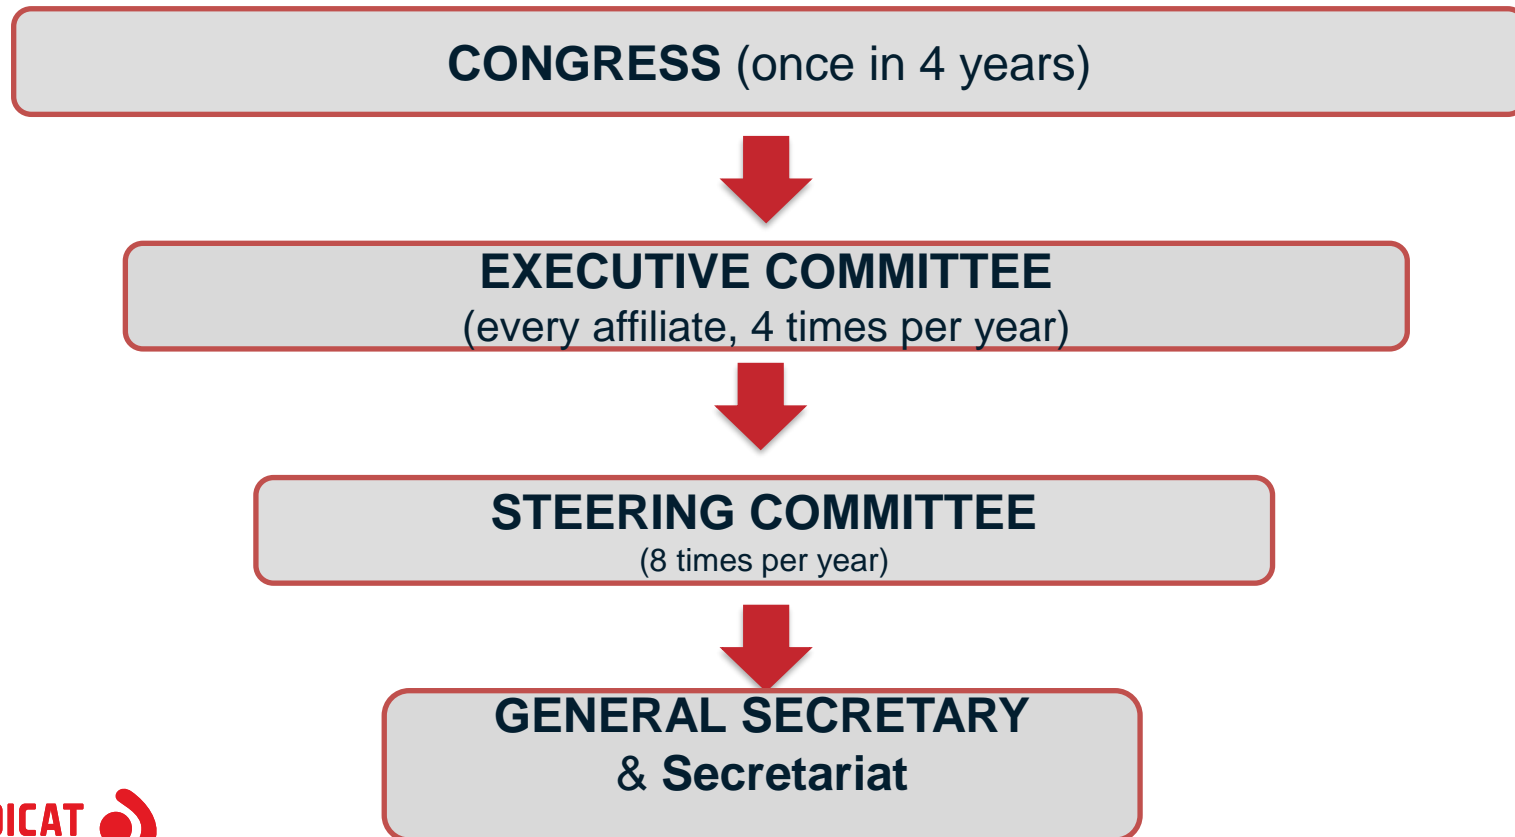 CONGRESS (once in 4 years)
EXECUTIVE COMMITTEE
(every affiliate, 4 times per year)
STEERING COMMITTEE
(8 times per year)
GENERAL SECRETARY
& Secretariat
DICAT